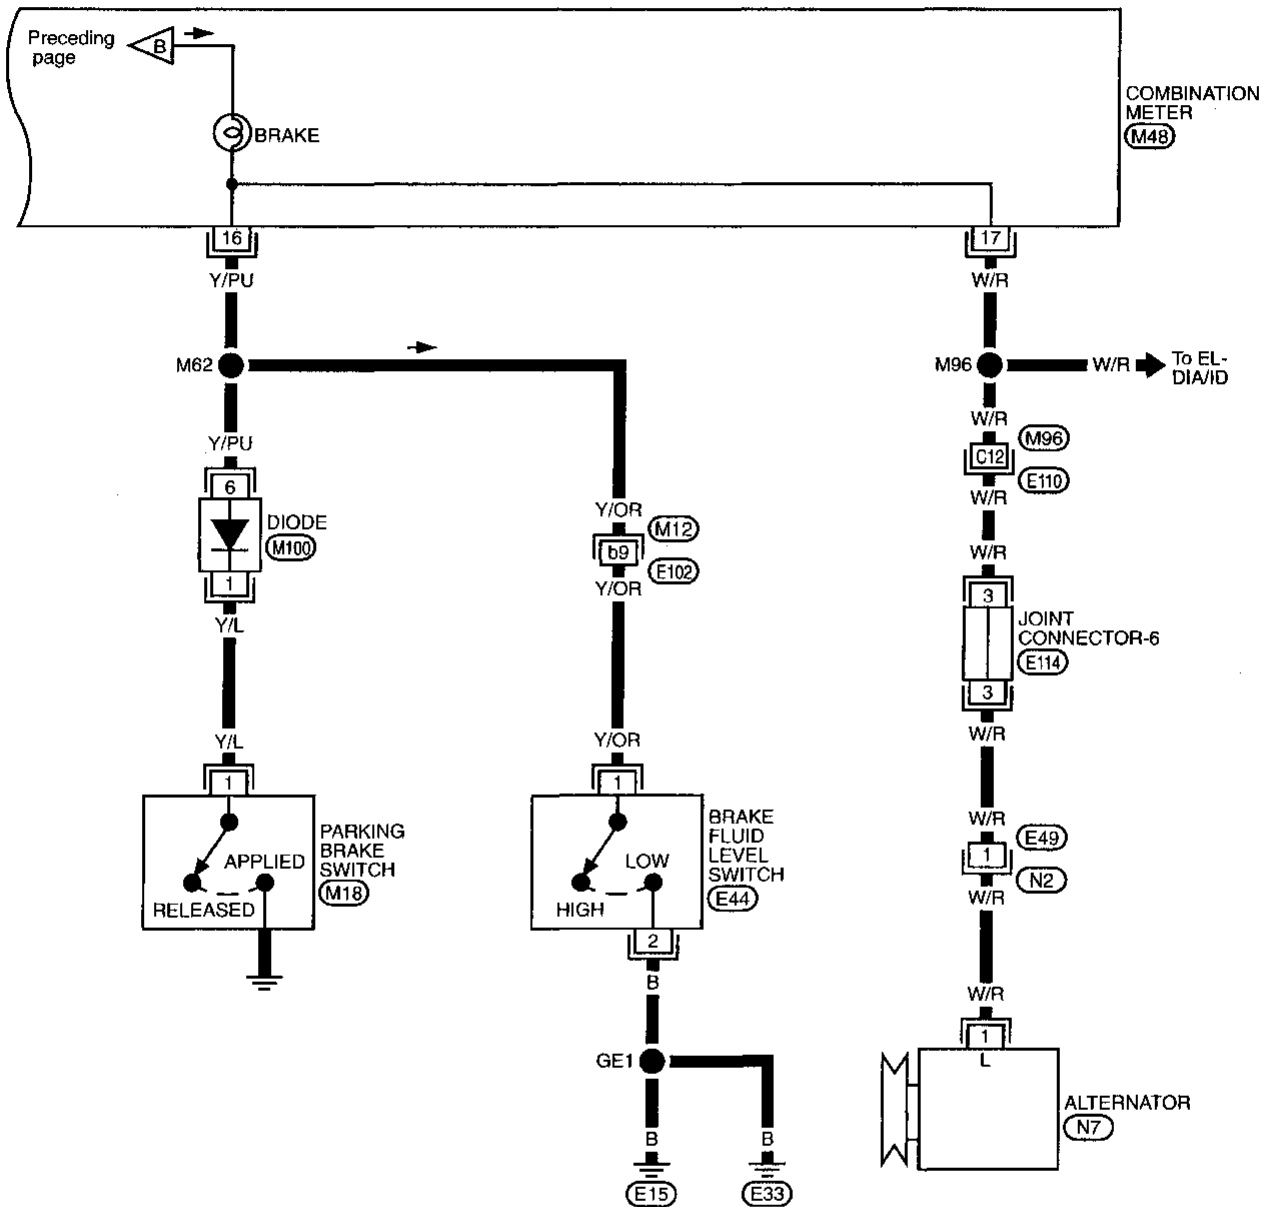 Preceding
page
B
BRAKE
COMBINATION
METER
M48
16
17
Y/PU
W/R
M62
M96
W/R
To EL-
DIA/ID
Y/PU
W/R
M96
C12
E110
W/R
6
DIODE
M100
1
Y/L
Y/OR
M12
b9
E102
Y/OR
W/R
3
JOINT
CONNECTOR-6
E114
3
W/R
Y/L
1
PARKING
BRAKE
SWITCH
M18
APPLIED
RELEASED
Y/OR
1
BRAKE
FLUID
LEVEL
SWITCH
E44
LOW
HIGH
2
B
GE1
B
B
E15
E33
W/R
E49
1
N2
W/R
W/R
1
L
ALTERNATOR
N7